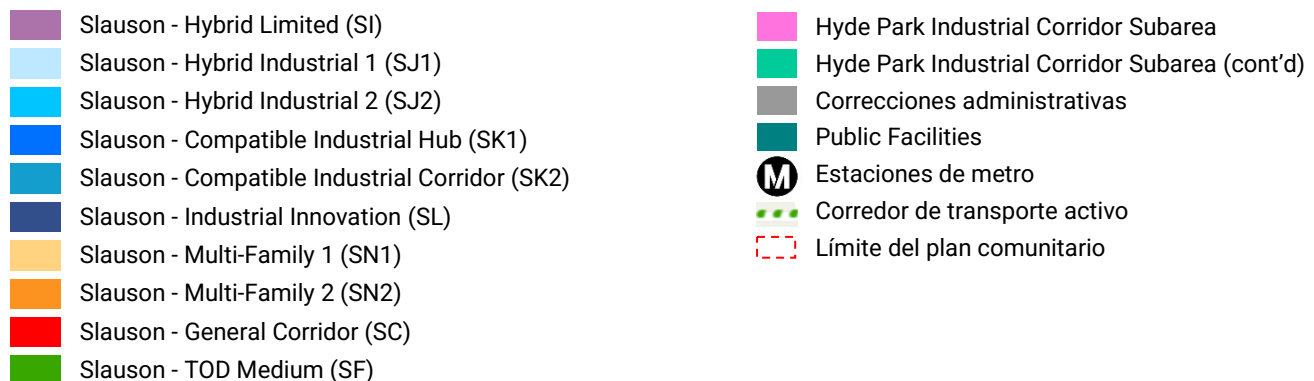 Slauson - Hybrid Limited (SI)
Slauson - Hybrid Industrial 1 (SJ1)
Slauson - Hybrid Industrial 2 (SJ2)
Slauson - Compatible Industrial Hub (SK1)
Slauson - Compatible Industrial Corridor (SK2)
Slauson - Industrial Innovation (SL)
Slauson - Multi-Family 1 (SN1)
Slauson - Multi-Family 2 (SN2)
Slauson - General Corridor (SC)
Slauson - TOD Medium (SF)
Hyde Park Industrial Corridor Subarea
Hyde Park Industrial Corridor Subarea (cont’d)
Correcciones administrativas
Public Facilities
M Estaciones de metro
Corredor de transporte activo
Límite del plan comunitario